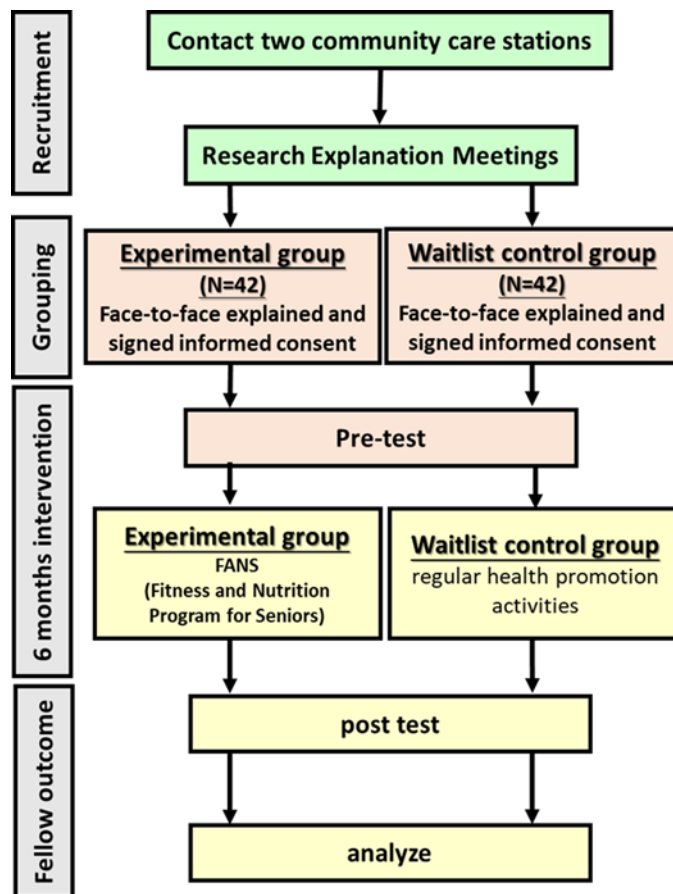 Recruitment
Contact two community care stations
Research Explanation Meetings
Grouping
Experimental group
(N=42)
Face-to-face explained and
signed informed consent
Waitlist control group
(N=42)
Face-to-face explained and
signed informed consent
6 months intervention
Pre-test
Experimental group
FANS
(Fitness and Nutrition
Program for Seniors)
Waitlist control group
regular health promotion
activities
Fellow outcome
post test
analyze